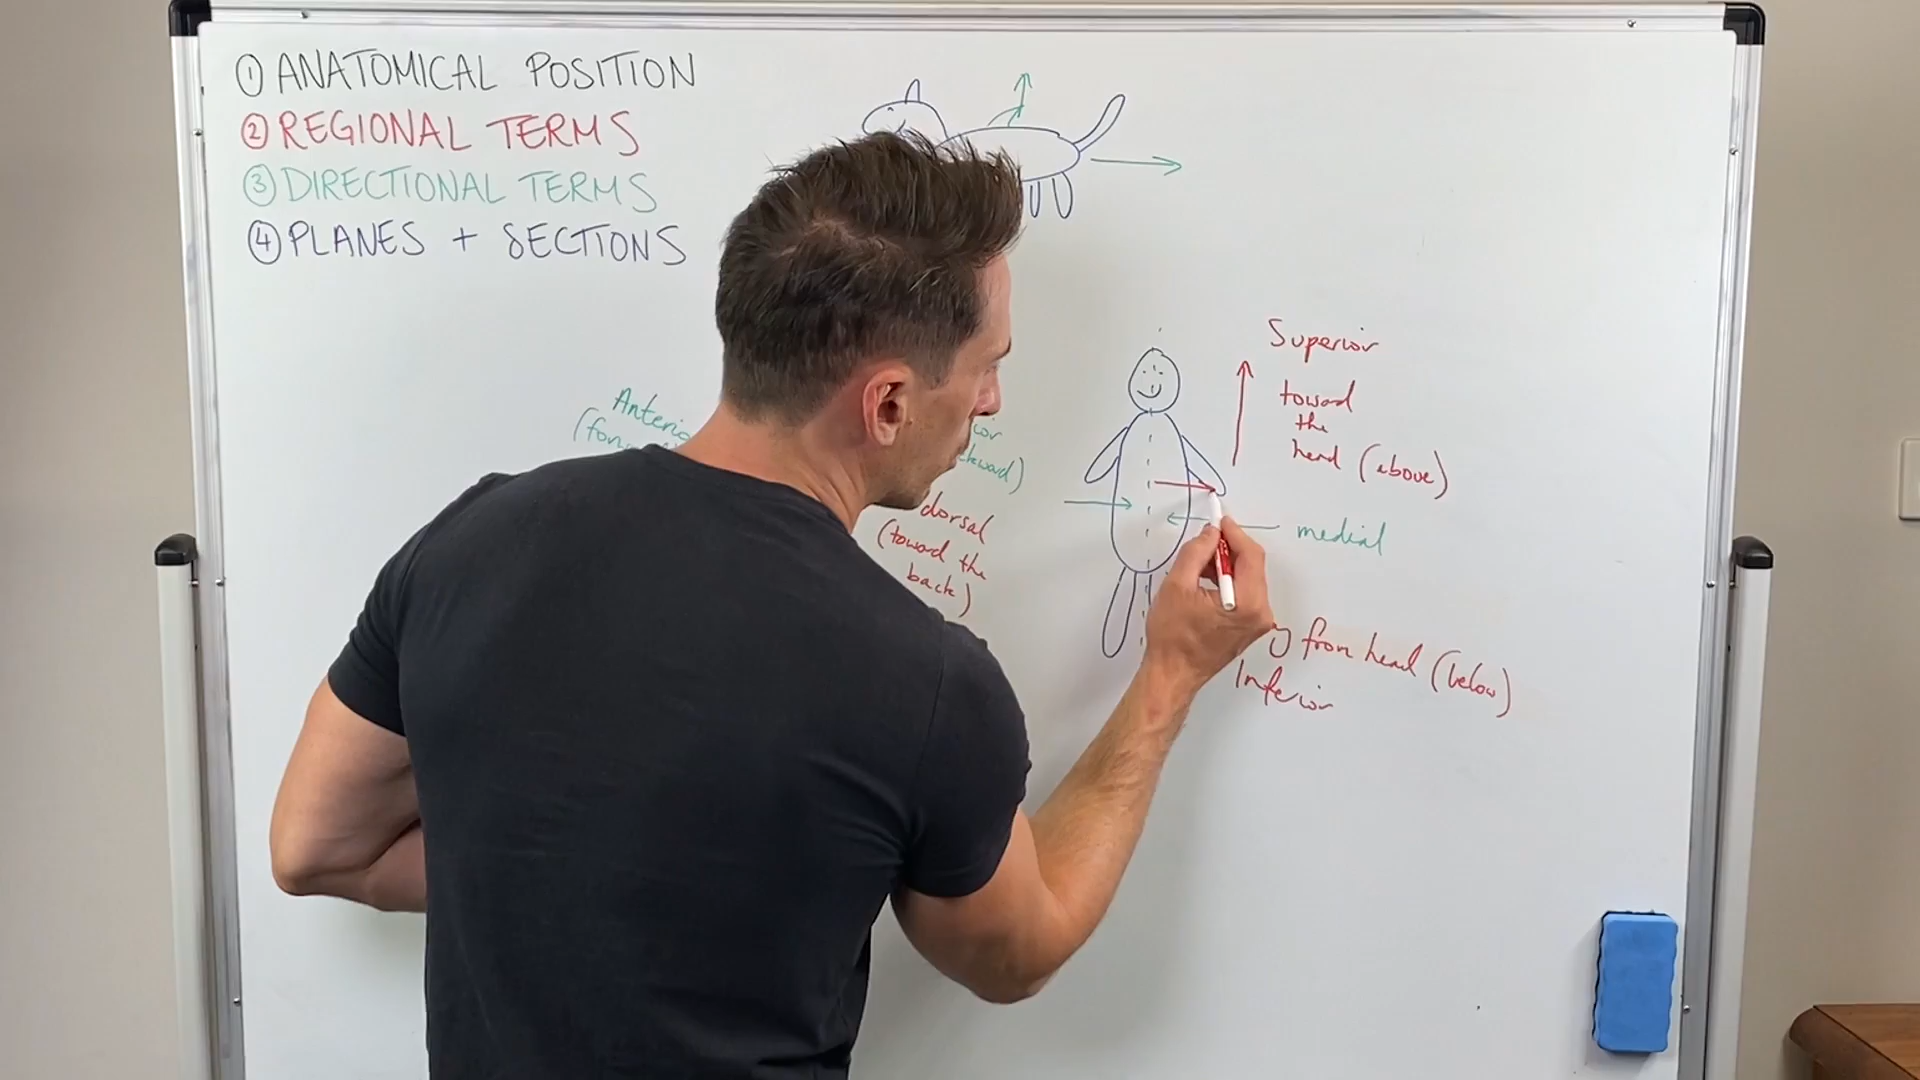 ① ANATOMICAL POSITION
② REGIONAL TERMS
③ DIRECTIONAL TERMS
④ PLANES + SECTIONS
Superior
toward
the
head (above)
medial
from head (below)
Inferior
dorsal
(toward the
back)